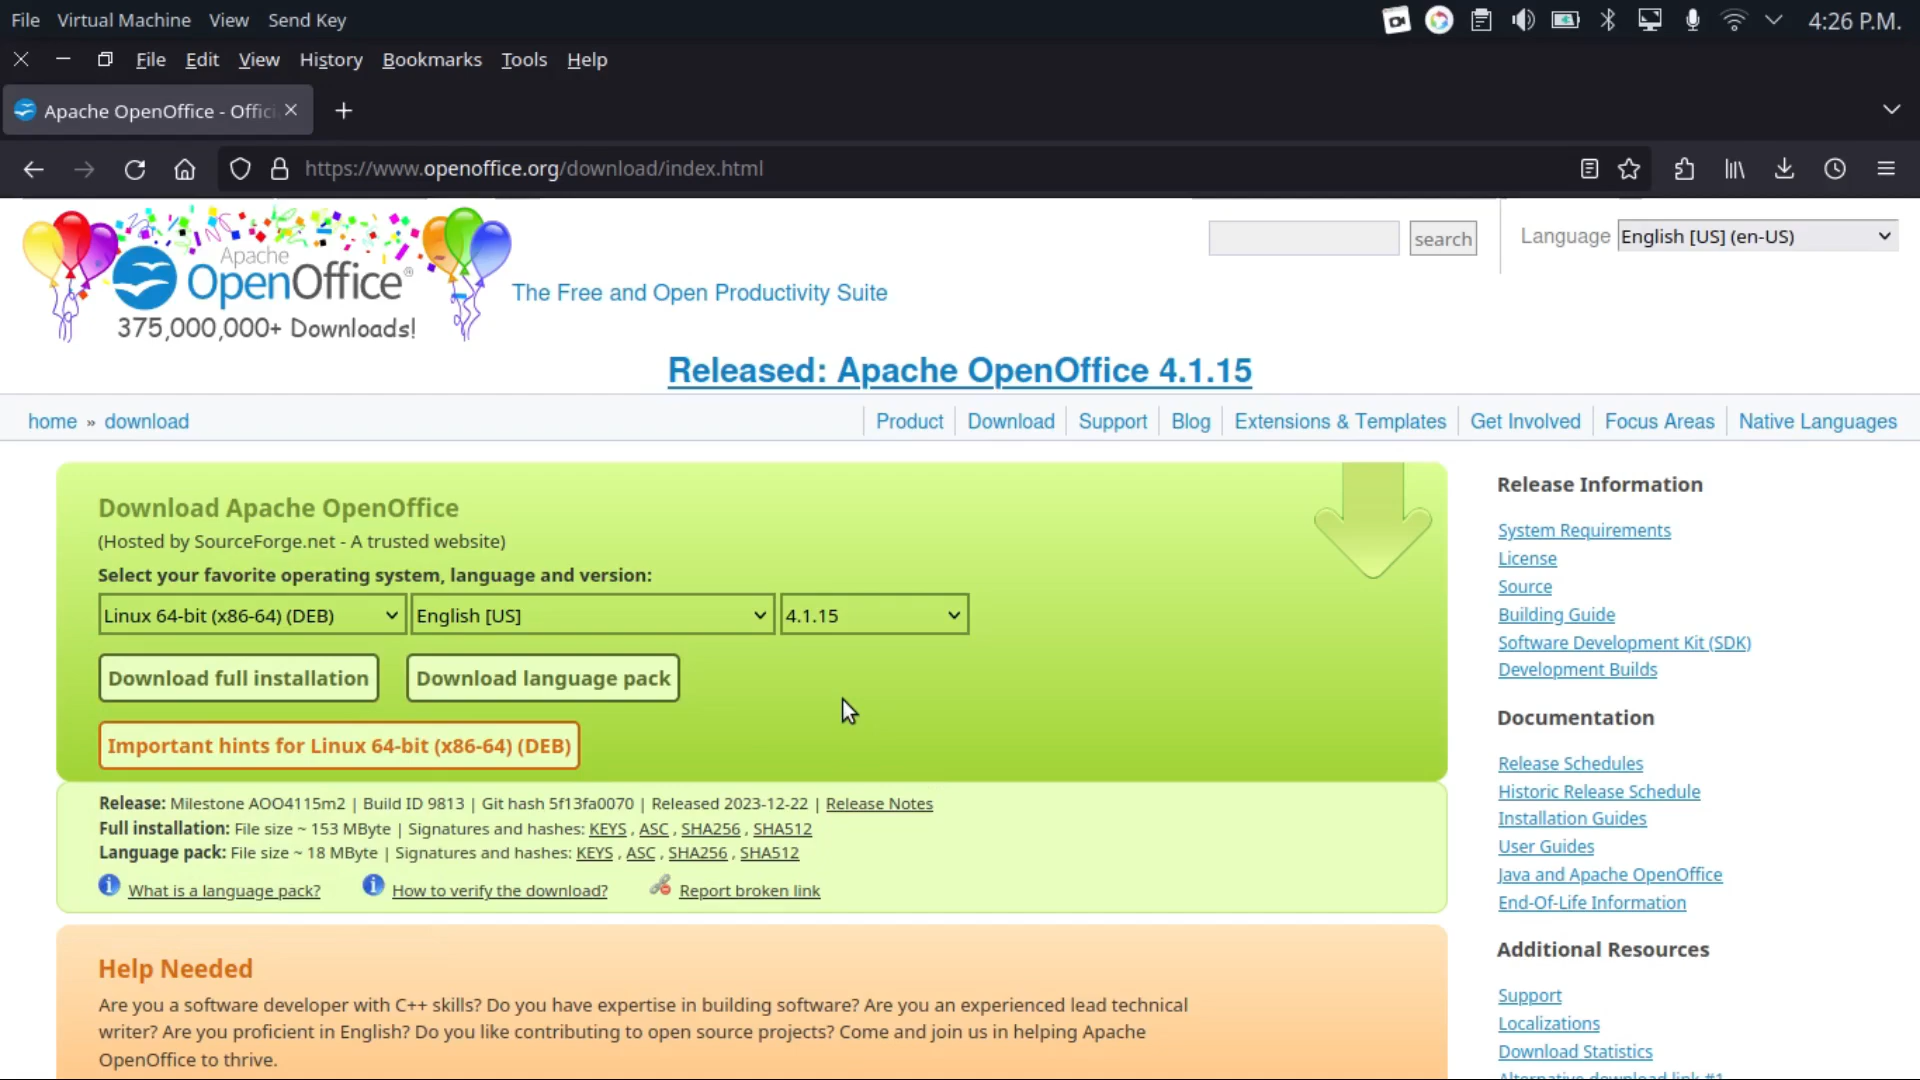 File Virtual Machine View Send Key 4:26 P.M.
File Edit View History Bookmarks Tools Help
Apache OpenOffice - Offici
https://www.openoffice.org/download/index.html
Apache
OpenOffice®
375,000,000+ Downloads!
The Free and Open Productivity Suite
search
Language English [US] (en-US)
Released: Apache OpenOffice 4.1.15
home » download
Product Download Support Blog Extensions & Templates Get Involved Focus Areas Native Languages
Download Apache OpenOffice
(Hosted by SourceForge.net - A trusted website)
Select your favorite operating system, language and version:
Linux 64-bit (x86-64) (DEB) English [US] 4.1.15
Download full installation Download language pack
Important hints for Linux 64-bit (x86-64) (DEB)
Release: Milestone AOO4115m2 | Build ID 9813 | Git hash 5f13fa0070 | Released 2023-12-22 | Release Notes
Full installation: File size ~ 153 MByte | Signatures and hashes: KEYS , ASC , SHA256 , SHA512
Language pack: File size ~ 18 MByte | Signatures and hashes: KEYS , ASC , SHA256 , SHA512
What is a language pack? How to verify the download? Report broken link
Help Needed
Are you a software developer with C++ skills? Do you have expertise in building software? Are you an experienced lead technical
writer? Are you proficient in English? Do you like contributing to open source projects? Come and join us in helping Apache
OpenOffice to thrive.
Release Information
System Requirements
License
Source
Building Guide
Software Development Kit (SDK)
Development Builds
Documentation
Release Schedules
Historic Release Schedule
Installation Guides
User Guides
Java and Apache OpenOffice
End-Of-Life Information
Additional Resources
Support
Localizations
Download Statistics
Alternative download link #1